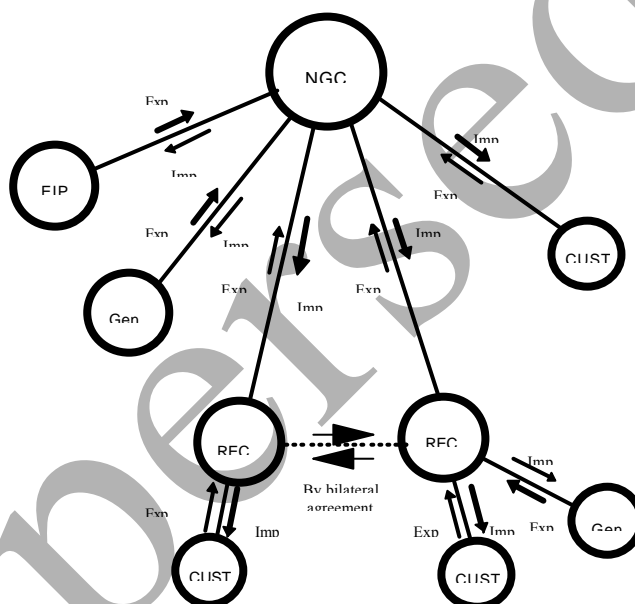 NGC
Exp
Imp
Imp
Exp
EIP
Exp
Imp
Imp
CUST
Exp
Exp
Imp
Gen
REC
REC
Imp
By bilateral
agreement
Exp
Imp
Exp
Imp
Exp
Gen
CUST
CUST